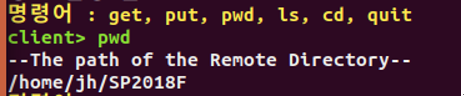 명령어 : get, put, pwd, ls, cd, quit
client> pwd
--The path of the Remote Directory--
/home/jh/SP2018F